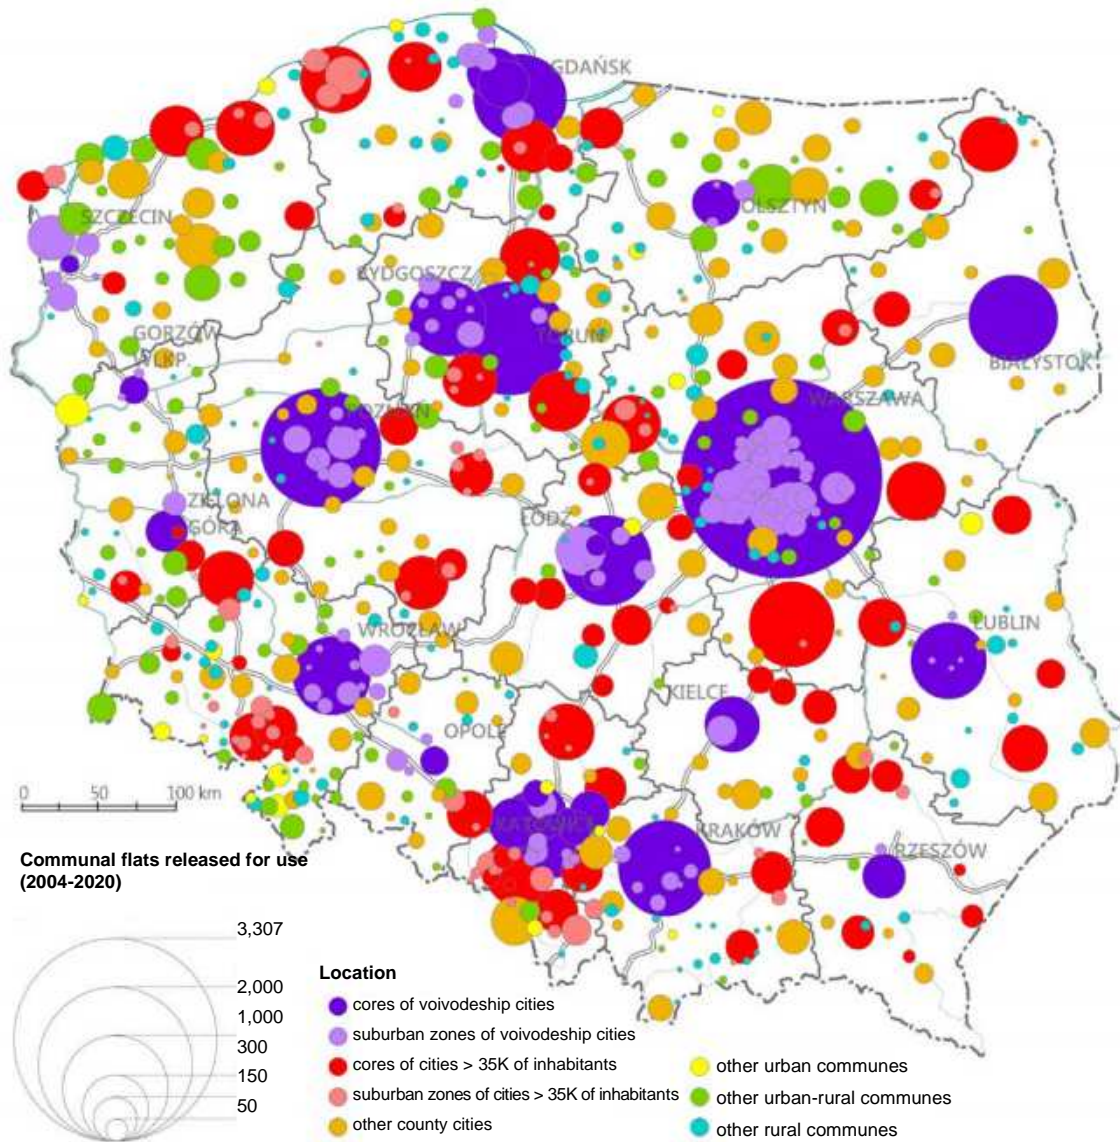 GDAŃSK
SZCZECIN
OLSZTYN
BYDGOSZCZ
TORUŃ
GORZÓW
WLKP.
BIAŁYSTOK
POZNAŃ
WARSZAWA
ZIELONA
GÓRA
ŁÓDŹ
WROCŁAW
LUBLIN
KIELCE
OPOLE
0 50 100 km
KATOWICE
KRAKÓW
RZESZÓW
Communal flats released for use
(2004-2020)
3,307
2,000
1,000
300
150
50
Location
cores of voivodeship cities
suburban zones of voivodeship cities
cores of cities > 35K of inhabitants
suburban zones of cities > 35K of inhabitants
other county cities
other urban communes
other urban-rural communes
other rural communes